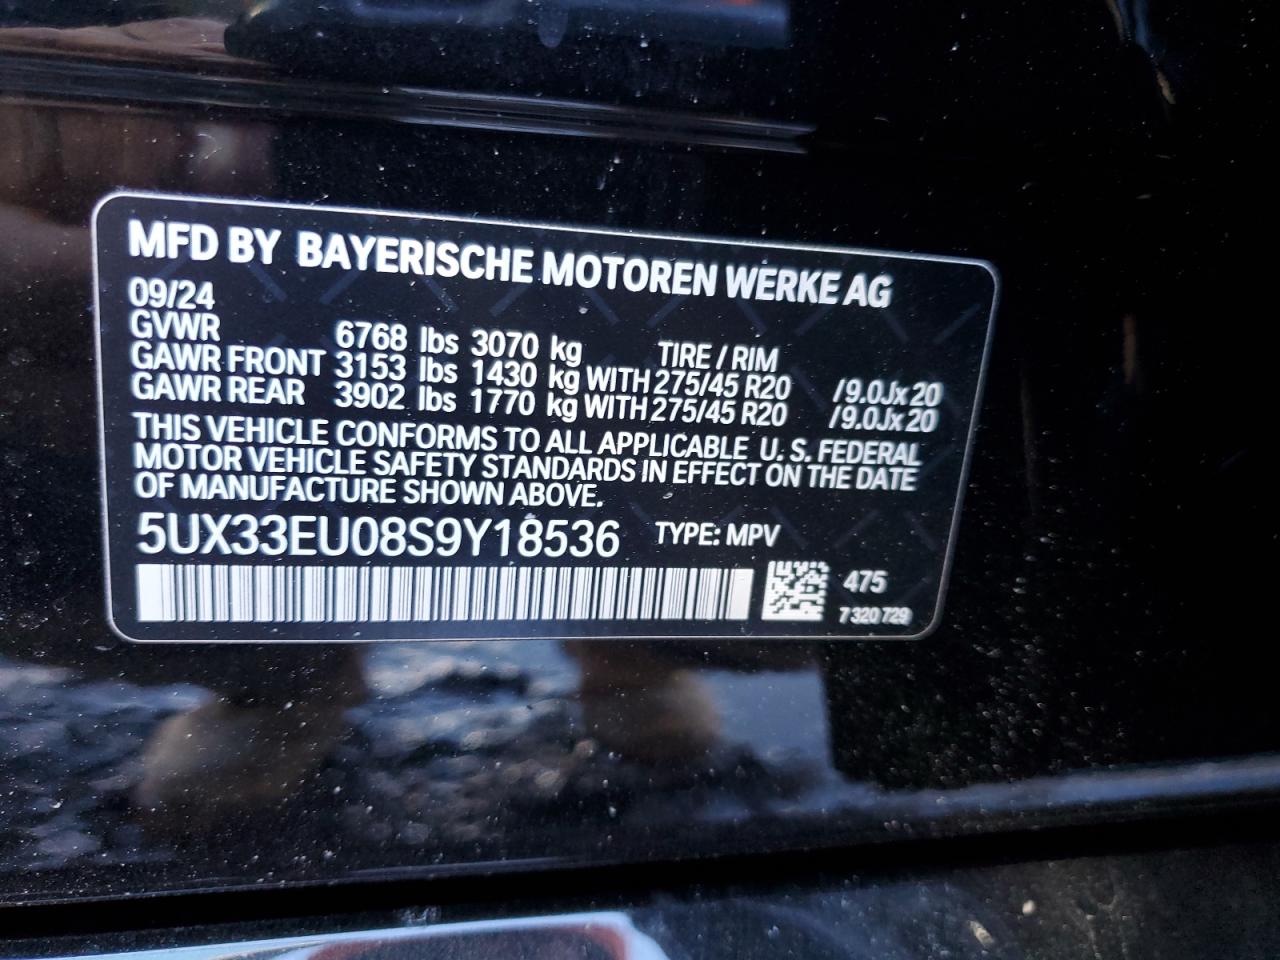 MFD BY BAYERISCHE MOTOREN WERKE AG
09/24
GVWR 6768 lbs 3070 kg TIRE / RIM
GAWR FRONT 3153 lbs 1430 kg WITH 275/45 R20 /9.0Jx20
GAWR REAR 3902 lbs 1770 kg WITH 275/45 R20 /9.0Jx20
THIS VEHICLE CONFORMS TO ALL APPLICABLE U.S. FEDERAL
MOTOR VEHICLE SAFETY STANDARDS IN EFFECT ON THE DATE
OF MANUFACTURE SHOWN ABOVE.
5UX33EU08S9Y18536 TYPE: MPV
475
7 320 729